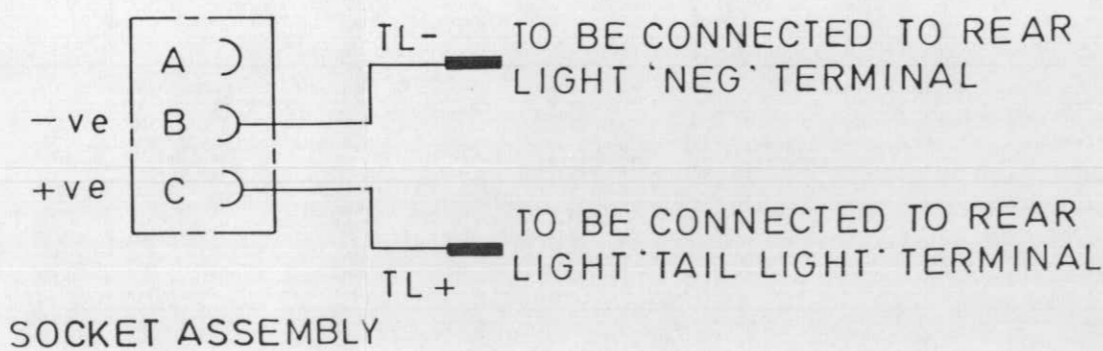 TL-
TO BE CONNECTED TO REAR
LIGHT 'NEG' TERMINAL
A
-ve B
+ve C
TO BE CONNECTED TO REAR
LIGHT TAIL LIGHT TERMINAL
TL+
SOCKET ASSEMBLY